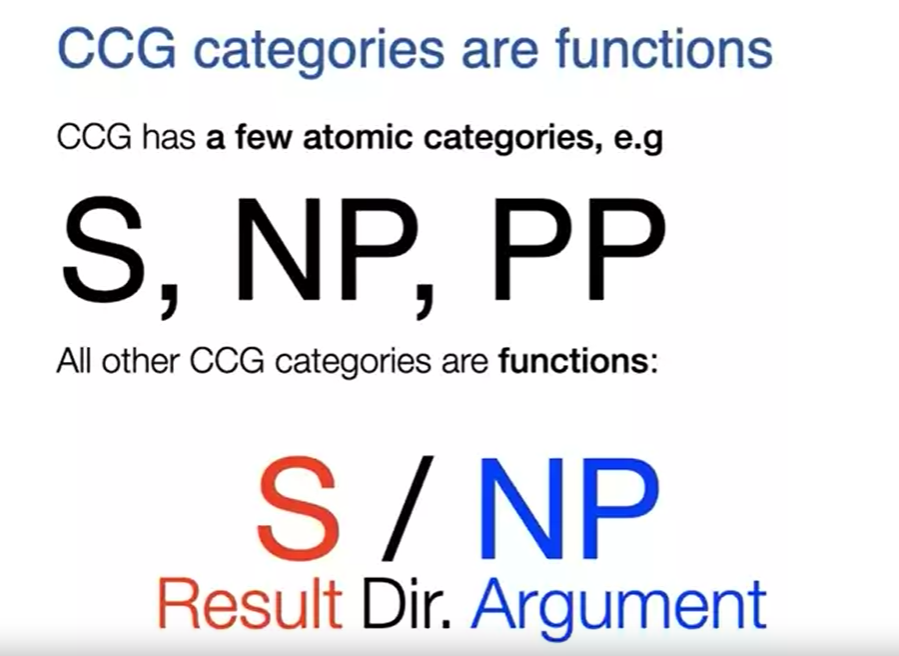 CCG categories are functions
CCG has a few atomic categories, e.g
S, NP, PP
All other CCG categories are functions:
S / NP
Result Dir. Argument